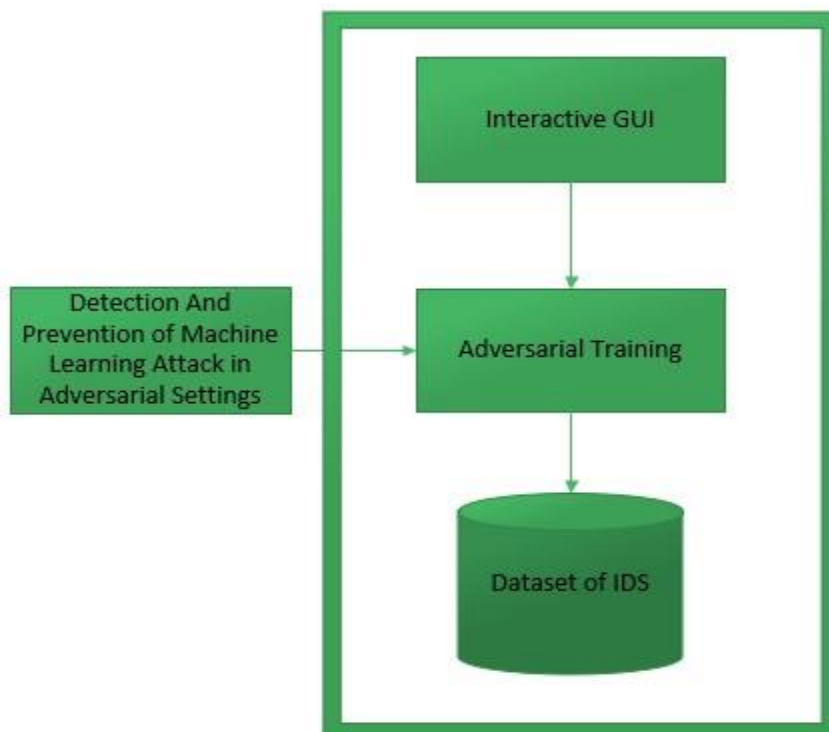 Interactive GUI
Detection And
Prevention of Machine
Learning Attack in
Adversarial Settings
Adversarial Training
Dataset of IDS